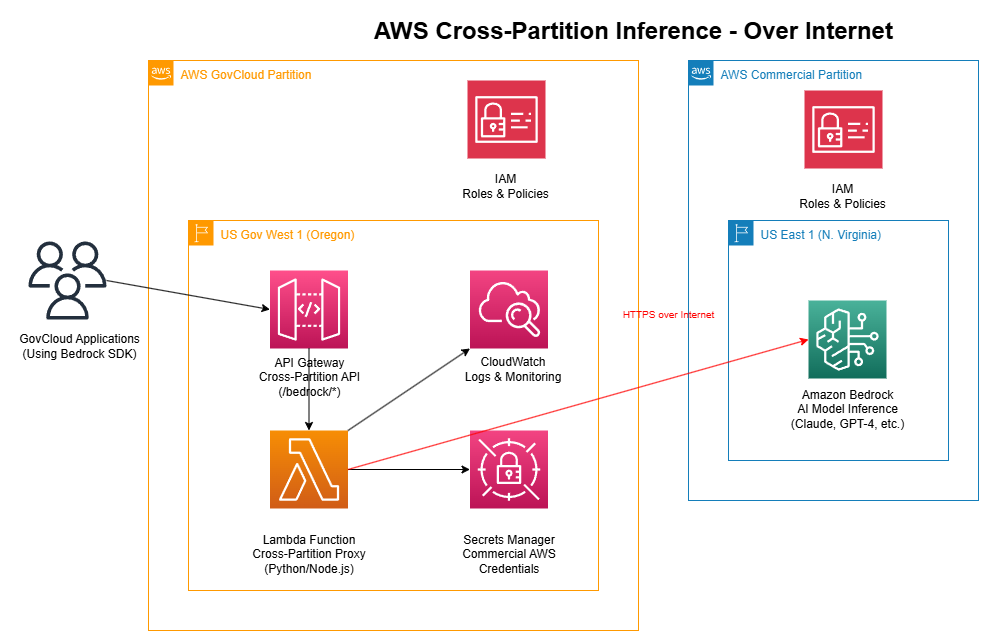 AWS Cross-Partition Inference - Over Internet
aws
AWS GovCloud Partition
aws
AWS Commercial Partition
IAM
Roles & Policies
IAM
Roles & Policies
US Gov West 1 (Oregon)
US East 1 (N. Virginia)
GovCloud Applications
(Using Bedrock SDK)
API Gateway
Cross-Partition API
(/bedrock/*)
CloudWatch
Logs & Monitoring
HTTPS over Internet
Amazon Bedrock
AI Model Inference
(Claude, GPT-4, etc.)
Lambda Function
Cross-Partition Proxy
(Python/Node.js)
Secrets Manager
Commercial AWS
Credentials